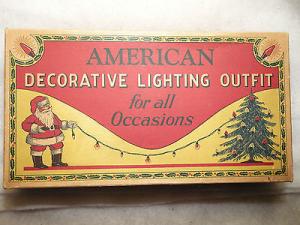 AMERICAN
DECORATIVE LIGHTING OUTFIT
for all
Occasions